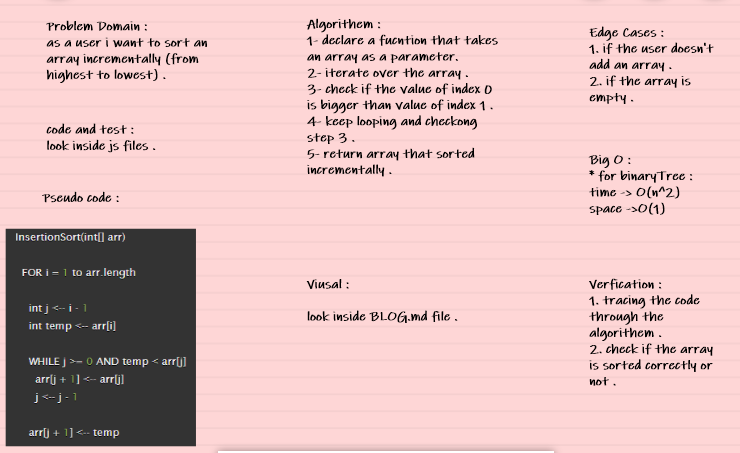 Problem Domain :
as a user i want to sort an
array incrementally (from
highest to lowest) .
code and test :
look inside js files .
Pseudo code :
InsertionSort(int[] arr)
FOR i = 1 to arr.length
int j <-- i - 1
int temp <-- arr[i]
WHILE j >= 0 AND temp < arr[j]
arr[j + 1] <-- arr[j]
j <-- j - 1
arr[j + 1] <-- temp
Algorithem :
1- declare a fucntion that takes
an array as a parameter.
2- iterate over the array .
3- check if the value of index 0
is bigger than value of index 1 .
4- keep looping and checkong
step 3 .
5- return array that sorted
incrementally .
Viusal :
look inside BLOG.md file .
Edge Cases :
1. if the user doesn't
add an array .
2. if the array is
empty .
Big O :
* for binaryTree :
time -> O(n^2)
space ->O(1)
Verfication :
1. tracing the code
through the
algorithem .
2. check if the array
is sorted correctly or
not .